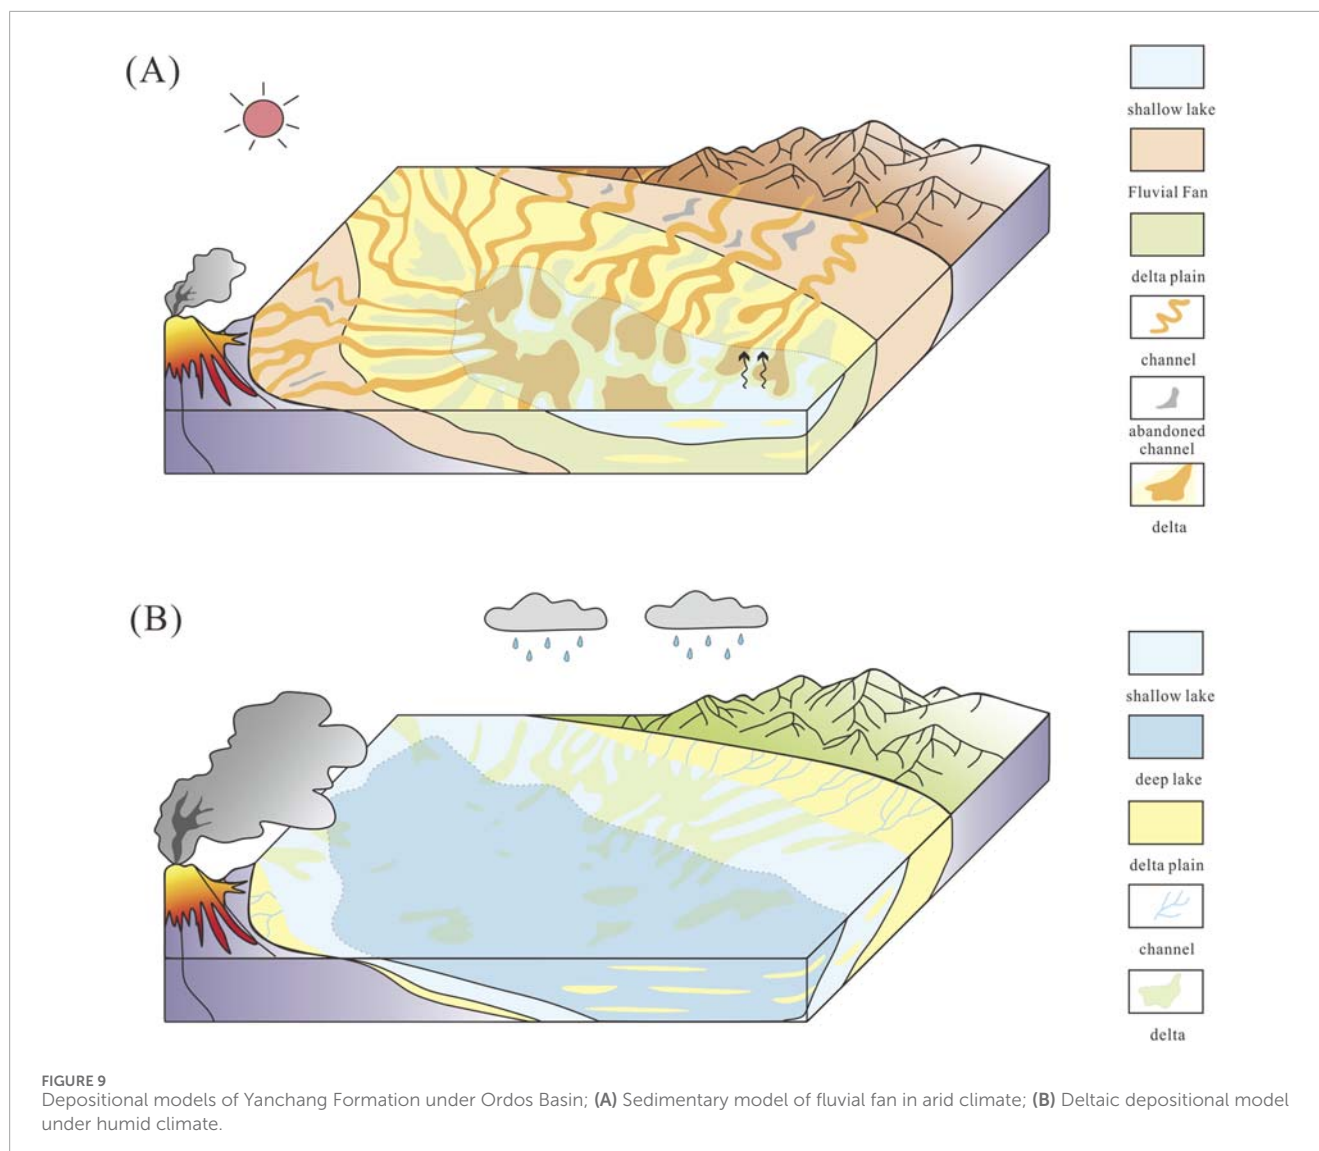 (A)
shallow lake
Fluvial Fan
delta plain
channel
abandoned
channel
delta
(B)
shallow lake
deep lake
delta plain
channel
delta
FIGURE 9
Depositional models of Yanchang Formation under Ordos Basin; (A) Sedimentary model of fluvial fan in arid climate; (B) Deltaic depositional model
under humid climate.